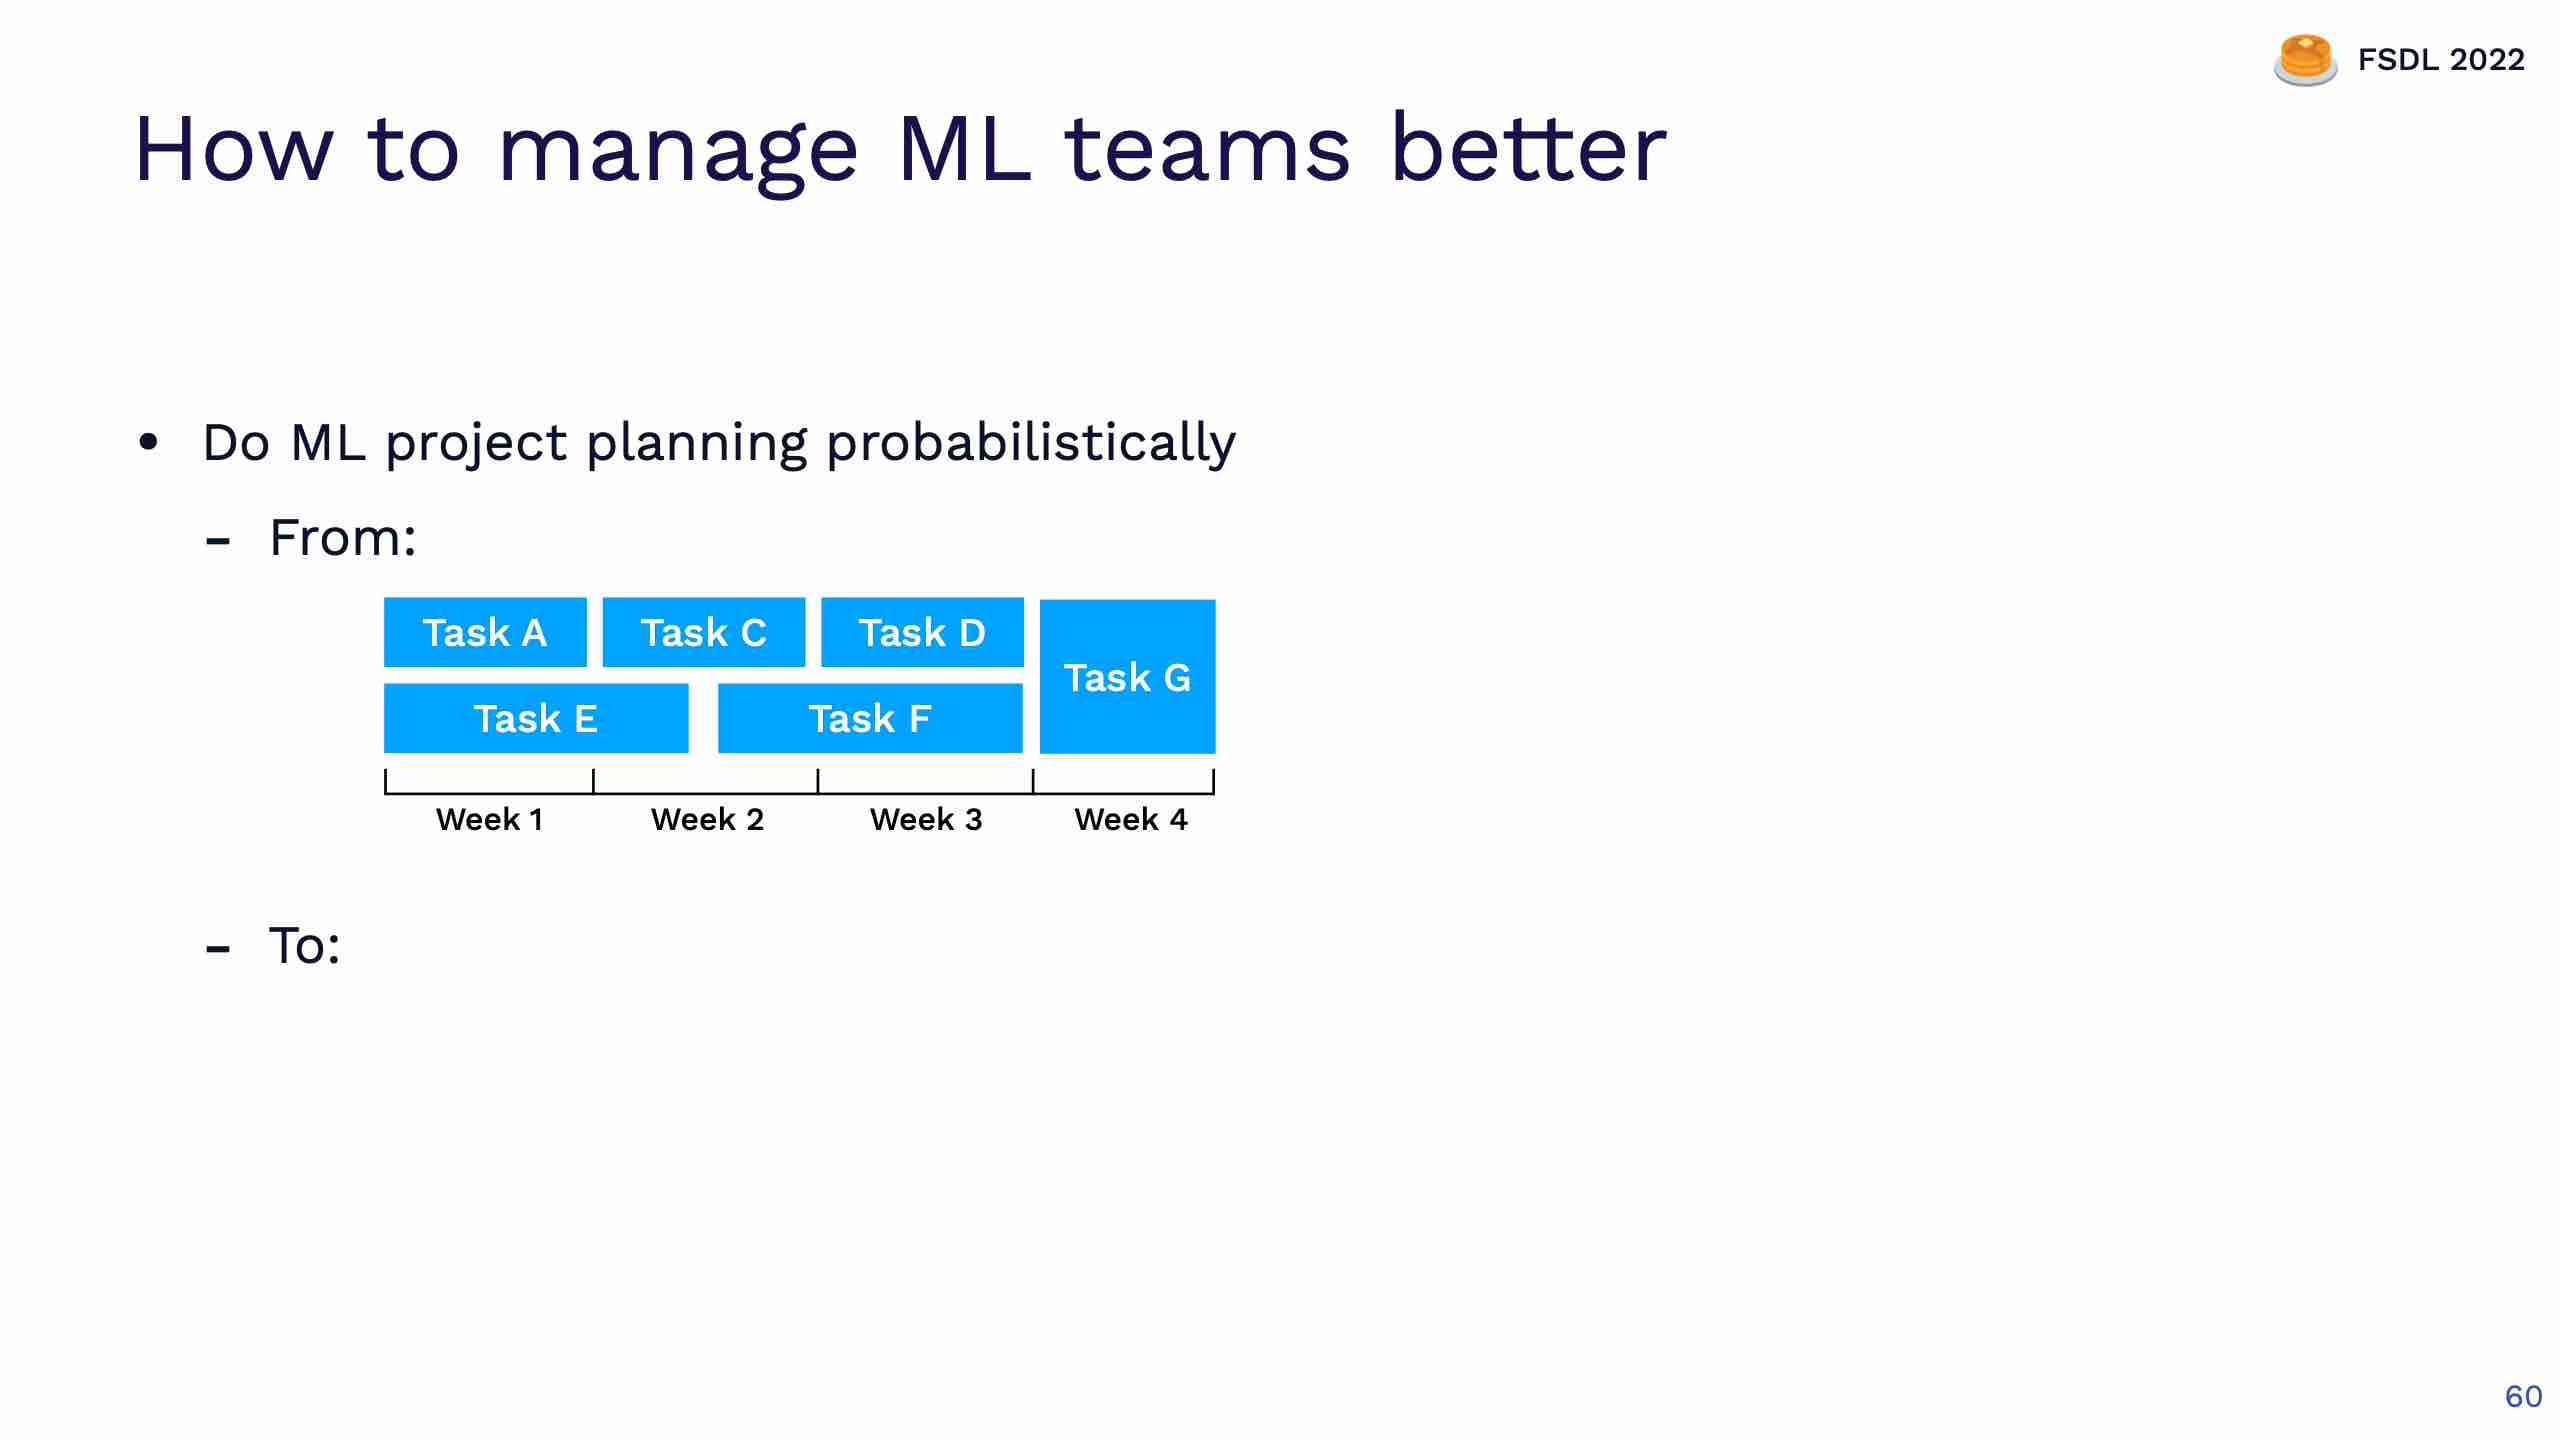 FSDL 2022
How to manage ML teams better
• Do ML project planning probabilistically
- From:
Task A Task C Task D
Task G
Task E Task F
Week 1 Week 2 Week 3 Week 4
- To:
60